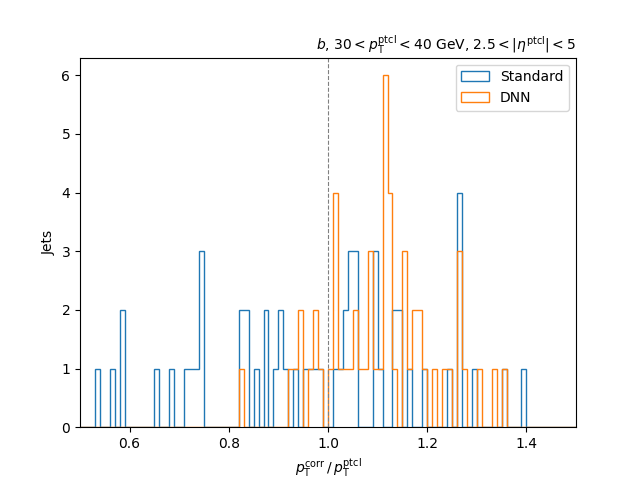 b, 30 < p_T^ptcl < 40 GeV, 2.5 < |η^ptcl| < 5
Standard
DNN
6
5
4
3
2
1
0
Jets
0.6 0.8 1.0 1.2 1.4
p_T^corr / p_T^ptcl